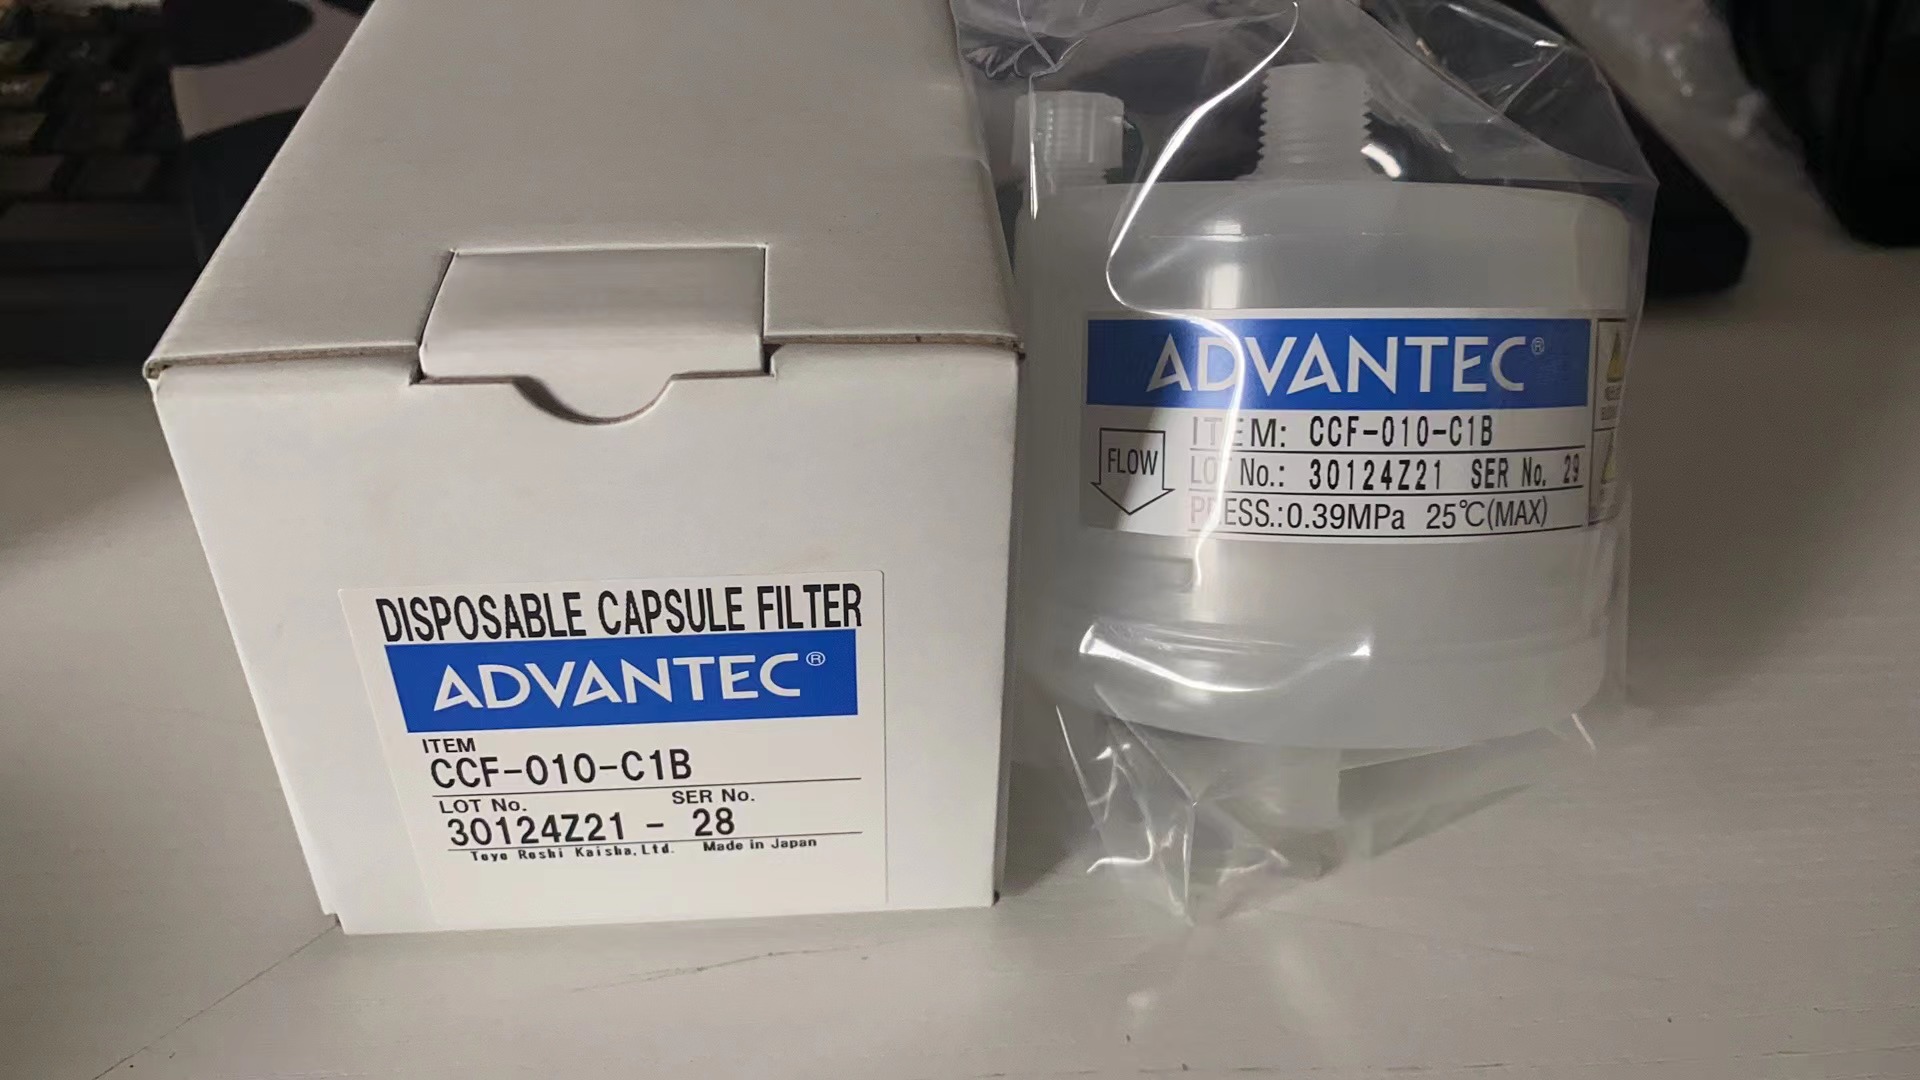 DISPOSABLE CAPSULE FILTER
ADVANTEC®
ITEM
CCF-010-C1B
LOT No. SER No.
30124Z21 - 28
Toyo Roshi Kaisha, Ltd. Made in Japan
ADVANTEC®
FLOW
ITEM: CCF-010-C1B
LOT No.: 30124Z21 SER No. 29
PRESS.:0.39MPa 25℃(MAX)